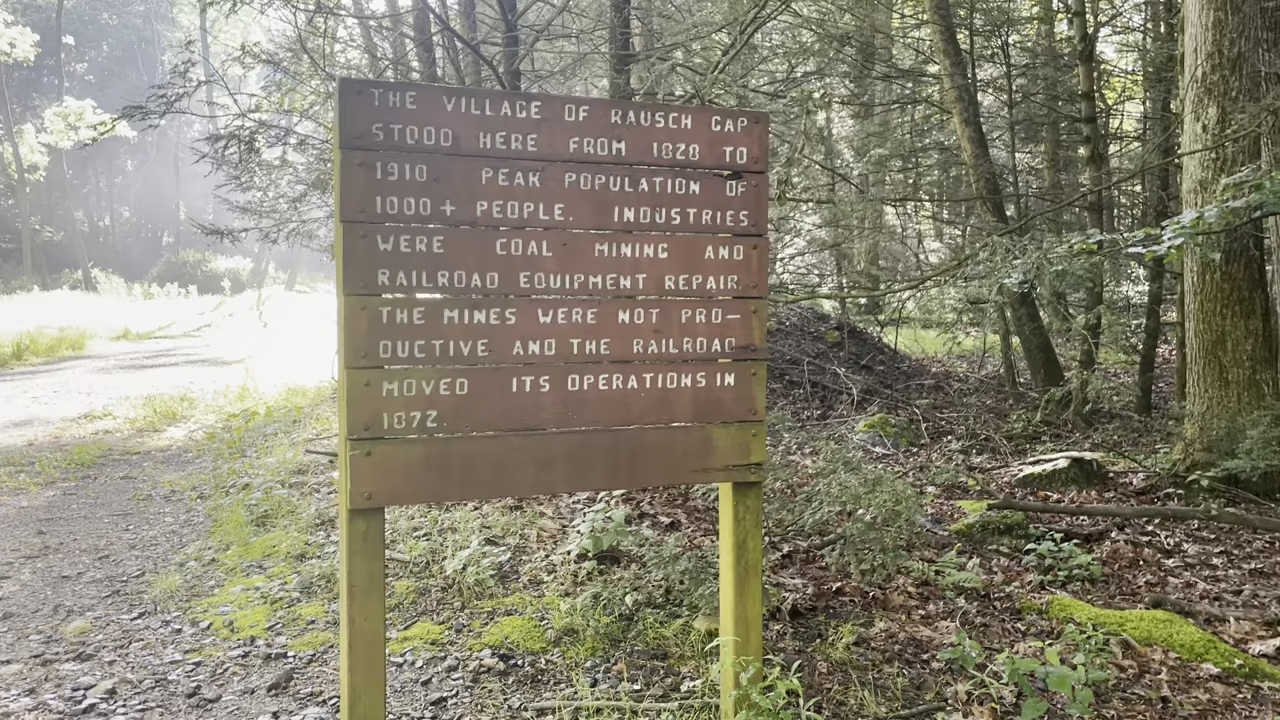 THE VILLAGE OF RAUSCH GAP
STOOD HERE FROM 1828 TO
1910. PEAK POPULATION OF
1000+ PEOPLE. INDUSTRIES
WERE COAL MINING AND
RAILROAD EQUIPMENT REPAIR.
THE MINES WERE NOT PRO-
DUCTIVE AND THE RAILROAD
MOVED ITS OPERATIONS IN
1872.